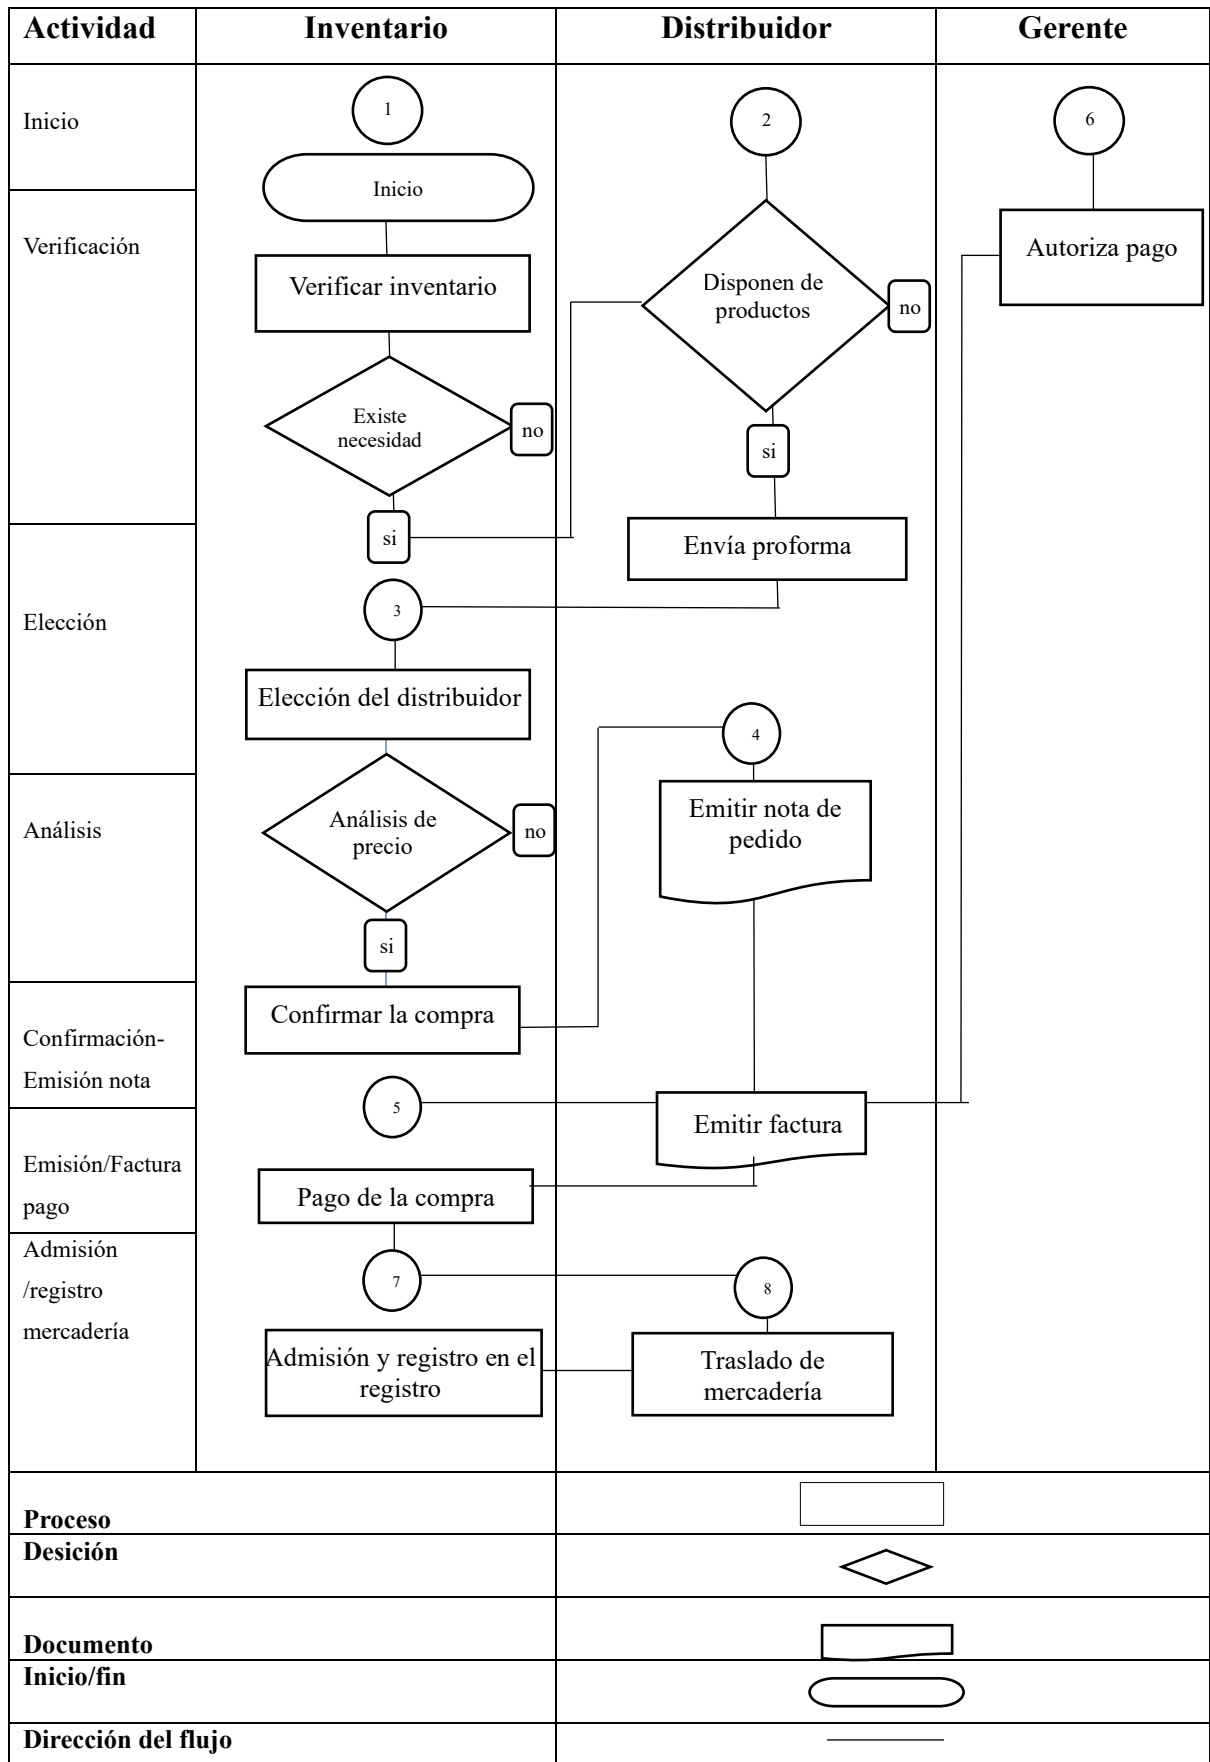 Actividad
Inventario
Distribuidor
Gerente
Inicio
1
2
6
Inicio
Verificación
Verificar inventario
Disponen de
productos
no
Autoriza pago
Existe
necesidad
no
si
si
Envía proforma
Elección
3
Elección del distribuidor
4
Análisis
Análisis de
precio
no
Emitir nota de
pedido
si
Confirmación-
Emisión nota
Confirmar la compra
5
Emitir factura
Emisión/Factura
pago
Pago de la compra
Admisión
/registro
mercadería
7
8
Admisión y registro en el
registro
Traslado de
mercadería
Proceso
Desición
Documento
Inicio/fin
Dirección del flujo